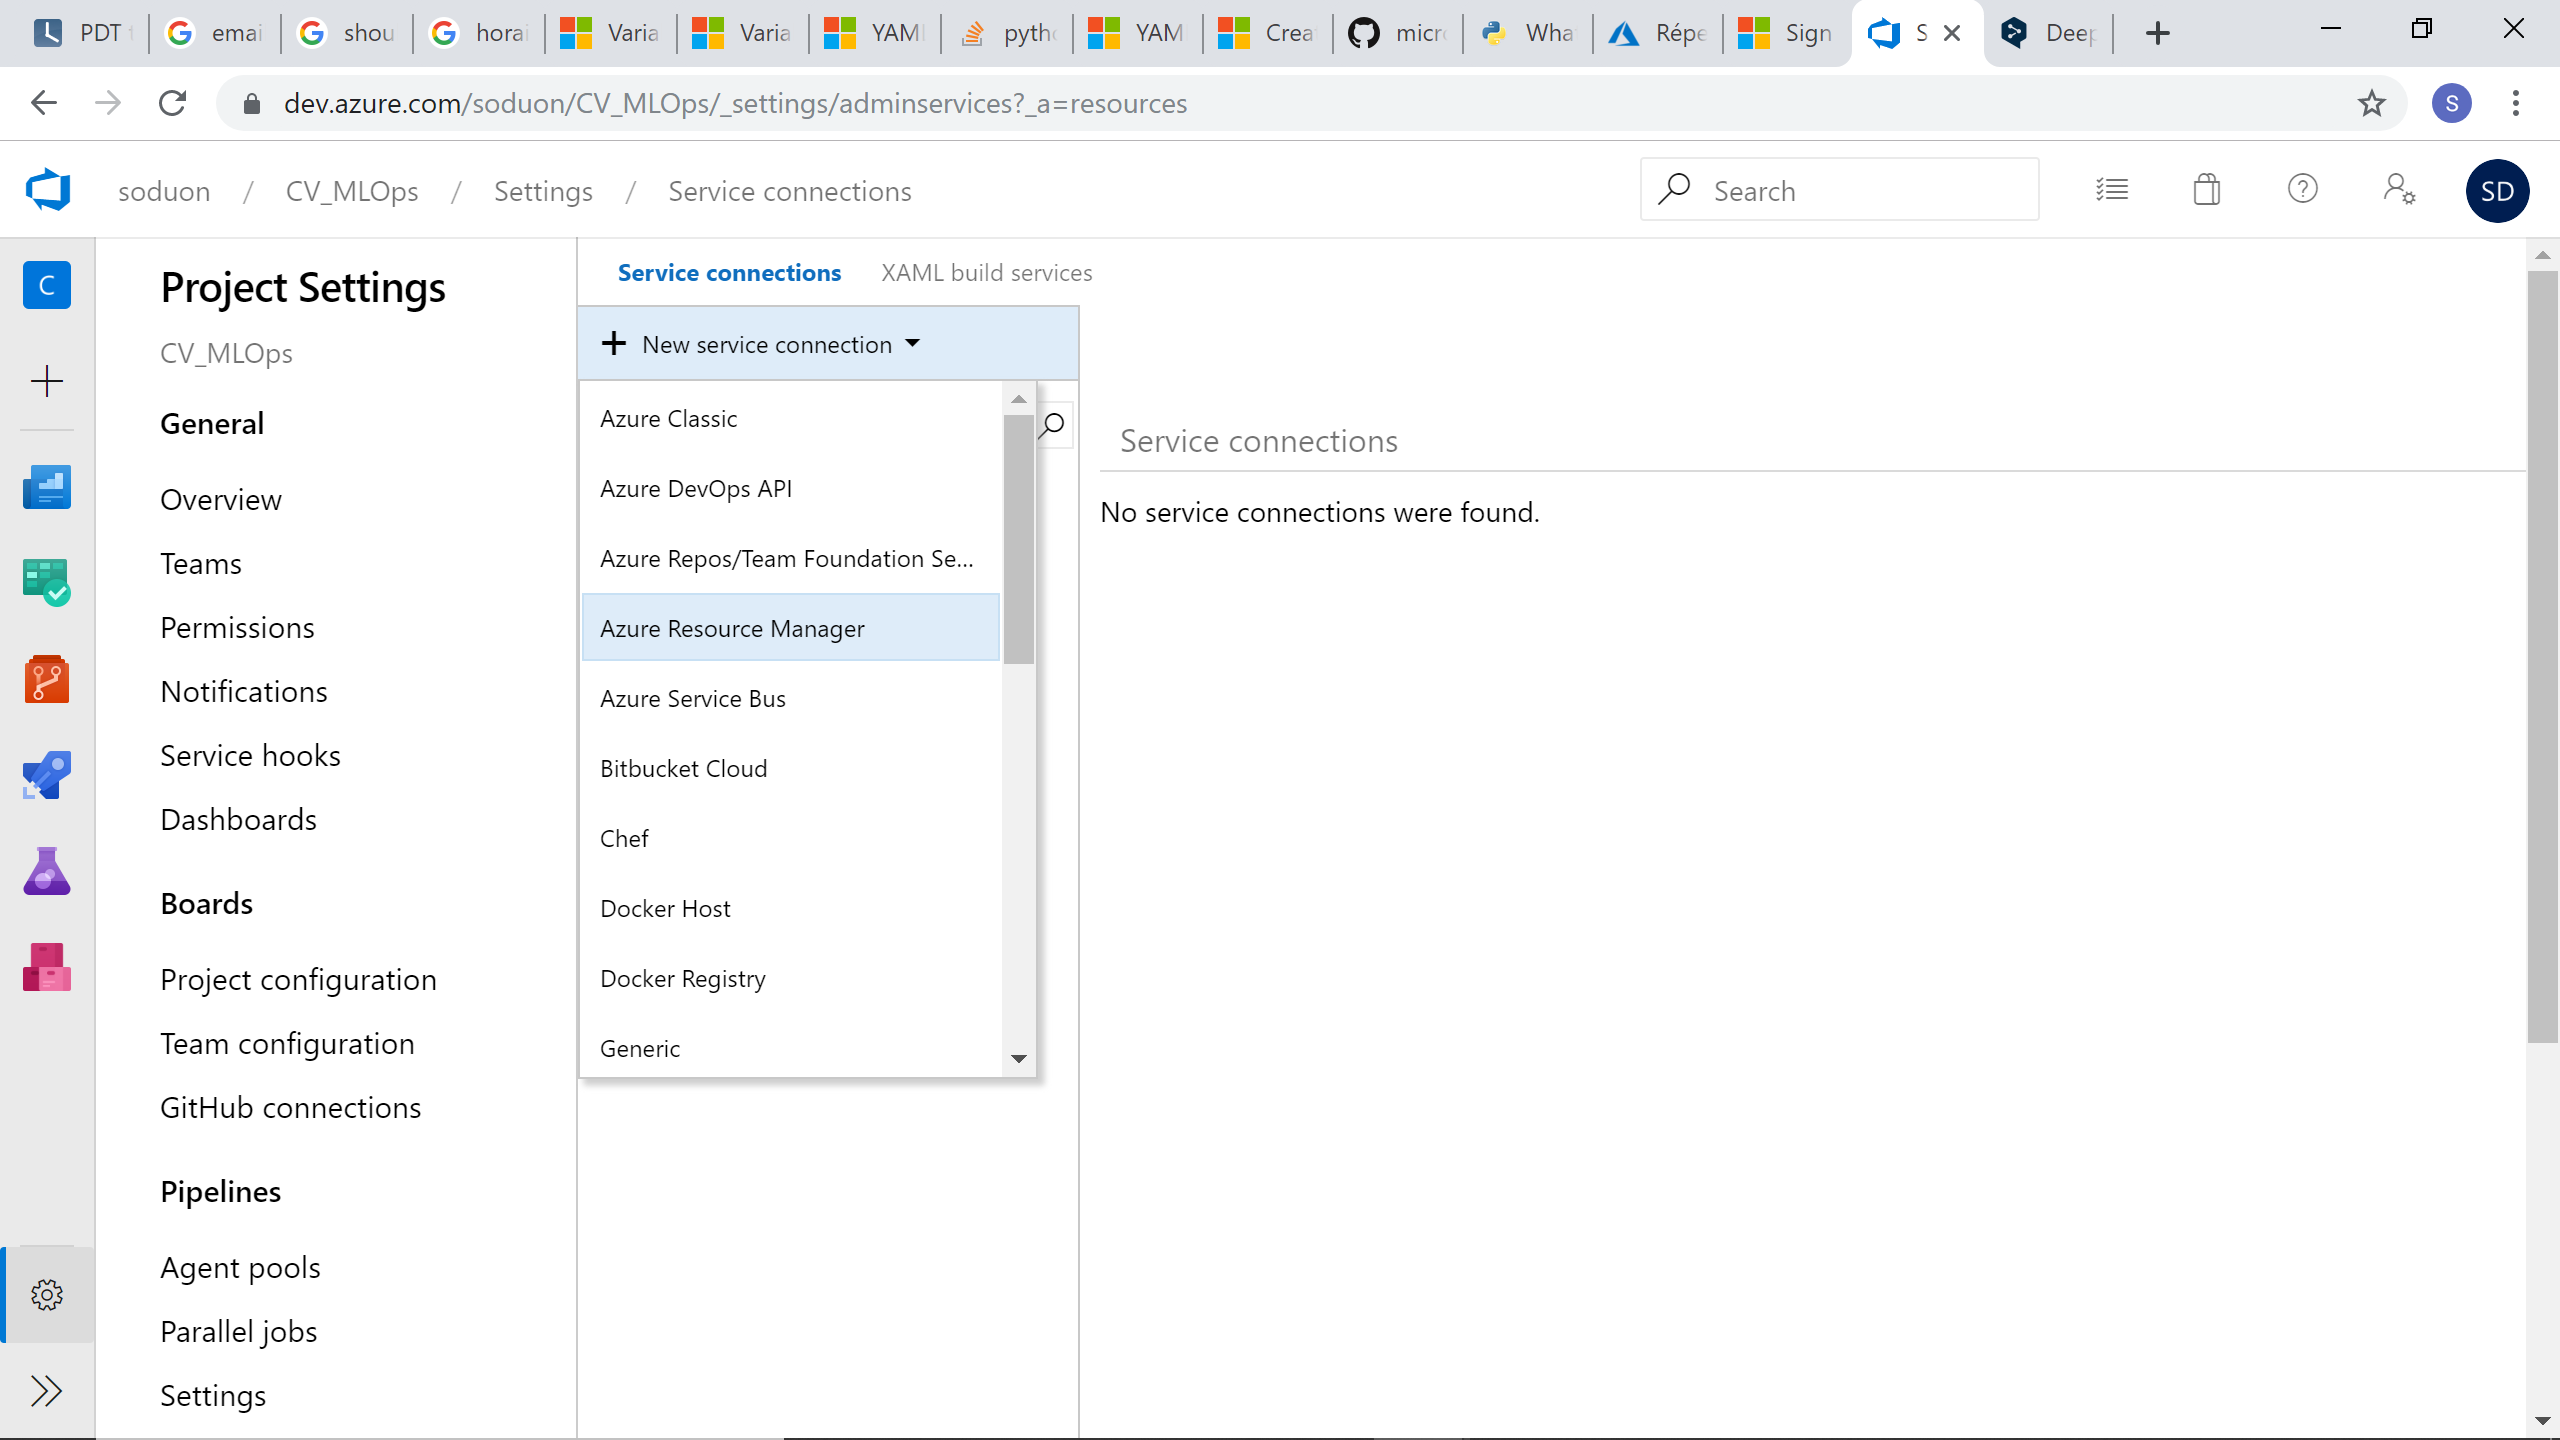 PDT
emai
shou
horai
Varia
Varia
YAML
pytho
YAM
Crea
micro
Wha
Répe
Sign
S
Deep
dev.azure.com/soduon/CV_MLOps/_settings/adminservices?_a=resources
S
soduon / CV_MLOps / Settings / Service connections
Search
SD
C
Project Settings
CV_MLOps
General
Overview
Teams
Permissions
Notifications
Service hooks
Dashboards
Boards
Project configuration
Team configuration
GitHub connections
Pipelines
Agent pools
Parallel jobs
Settings
Service connections
XAML build services
New service connection
Azure Classic
Azure DevOps API
Azure Repos/Team Foundation Se...
Azure Resource Manager
Azure Service Bus
Bitbucket Cloud
Chef
Docker Host
Docker Registry
Generic
Service connections
No service connections were found.